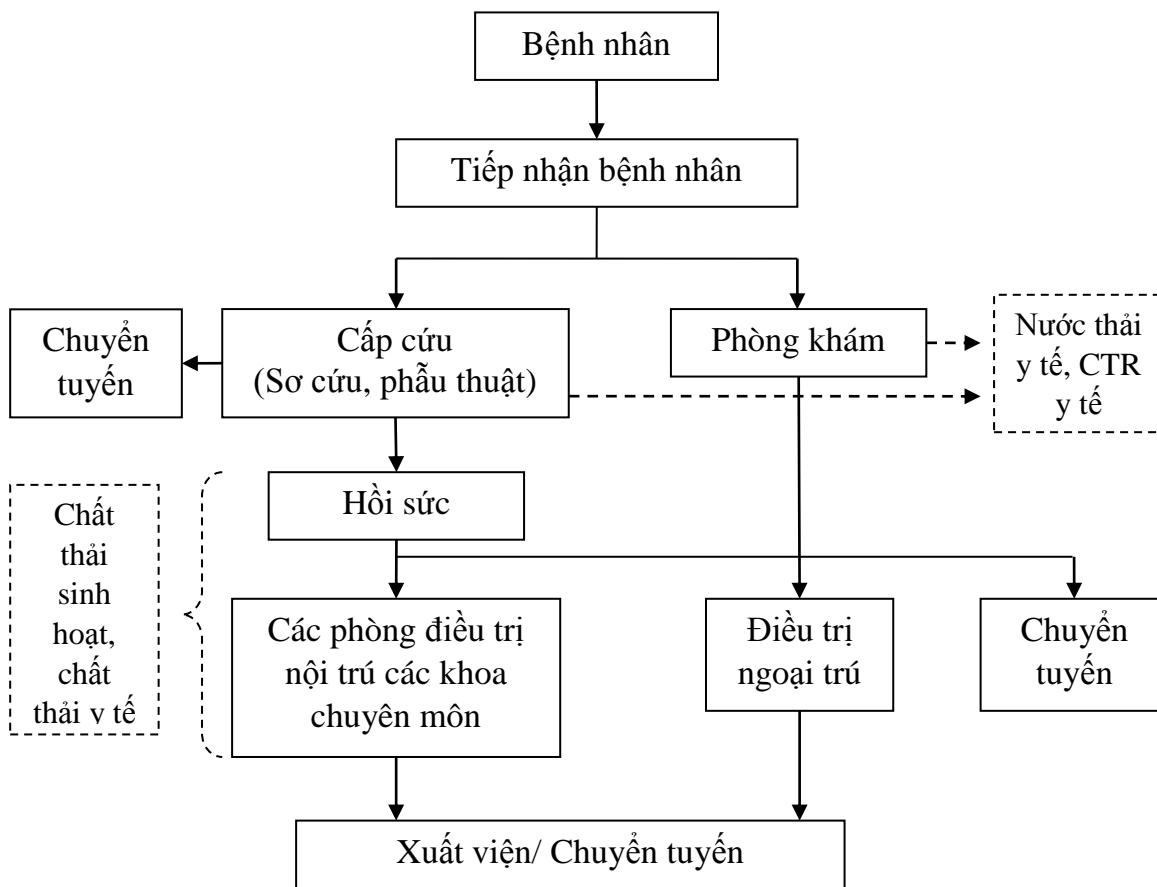 Bệnh nhân
Tiếp nhận bệnh nhân
Chuyển
tuyến
Cấp cứu
(Sơ cứu, phẫu thuật)
Phòng khám
Nước thải
y tế, CTR
y tế
Chất
thải
sinh
hoạt,
chất
thải v tế
Hồi sức
Các phòng điều trị
nội trú các khoa
chuyên môn
Điều trị
ngoại trú
Chuyển
tuyến
Xuất viện/ Chuyển tuyến